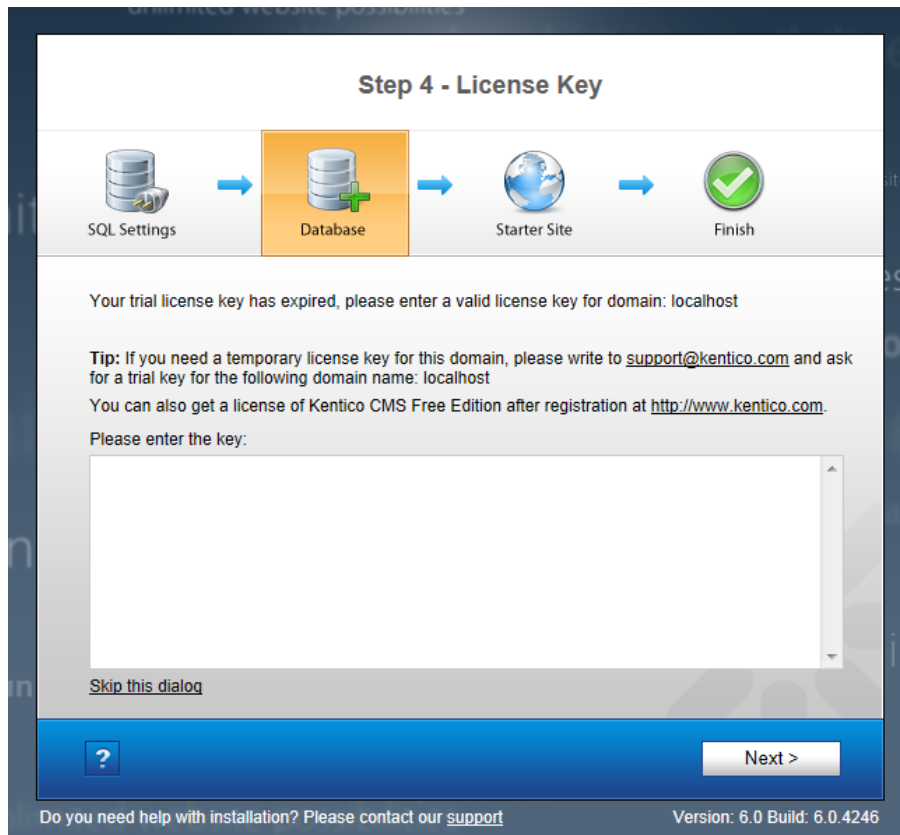 unlimited website possibilities
Step 4 - License Key
SQL Settings
Database
Starter Site
Finish
Your trial license key has expired, please enter a valid license key for domain: localhost
Tip: If you need a temporary license key for this domain, please write to support@kentico.com and ask
for a trial key for the following domain name: localhost
You can also get a license of Kentico CMS Free Edition after registration at http://www.kentico.com.
Please enter the key:
Skip this dialog
?
Next >
Do you need help with installation? Please contact our support
Version: 6.0 Build: 6.0.4246